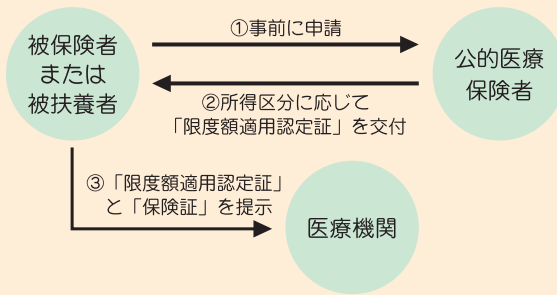 被保険者
または
被扶養者
①事前に申請
公的医療
保険者
②所得区分に応じて
「限度額適用認定証」を交付
③「限度額適用認定証」
と「保険証」を提示
医療機関